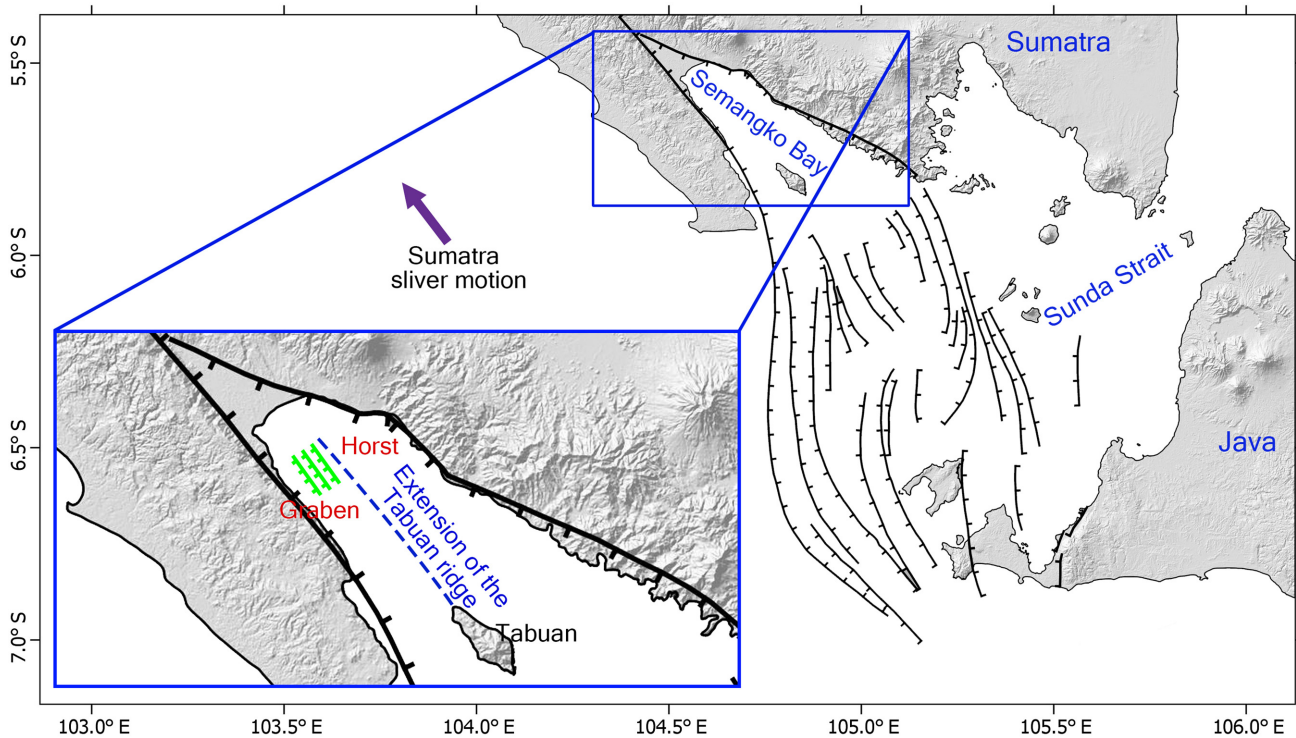 5.5° S
6.0° S
6.5° S
7.0° S
Sumatra
Semangko Bay
Sumatra
sliver motion
Sunda Strait
Java
Horst
Graben
Extension of the
Tabuan ridge
Tabuan
103.0° E
103.5° E
104.0° E
104.5° E
105.0° E
105.5° E
106.0° E